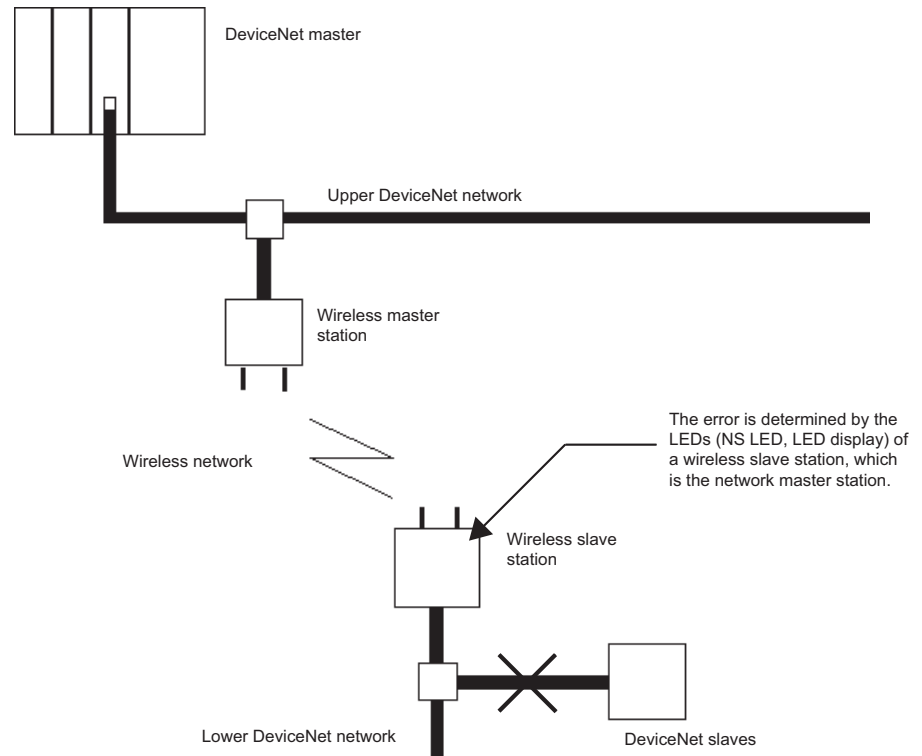 DeviceNet master
Upper DeviceNet network
Wireless master
station
The error is determined by the
LEDs (NS LED, LED display) of
a wireless slave station, which
is the network master station.
Wireless network
Wireless slave
station
Lower DeviceNet network
DeviceNet slaves